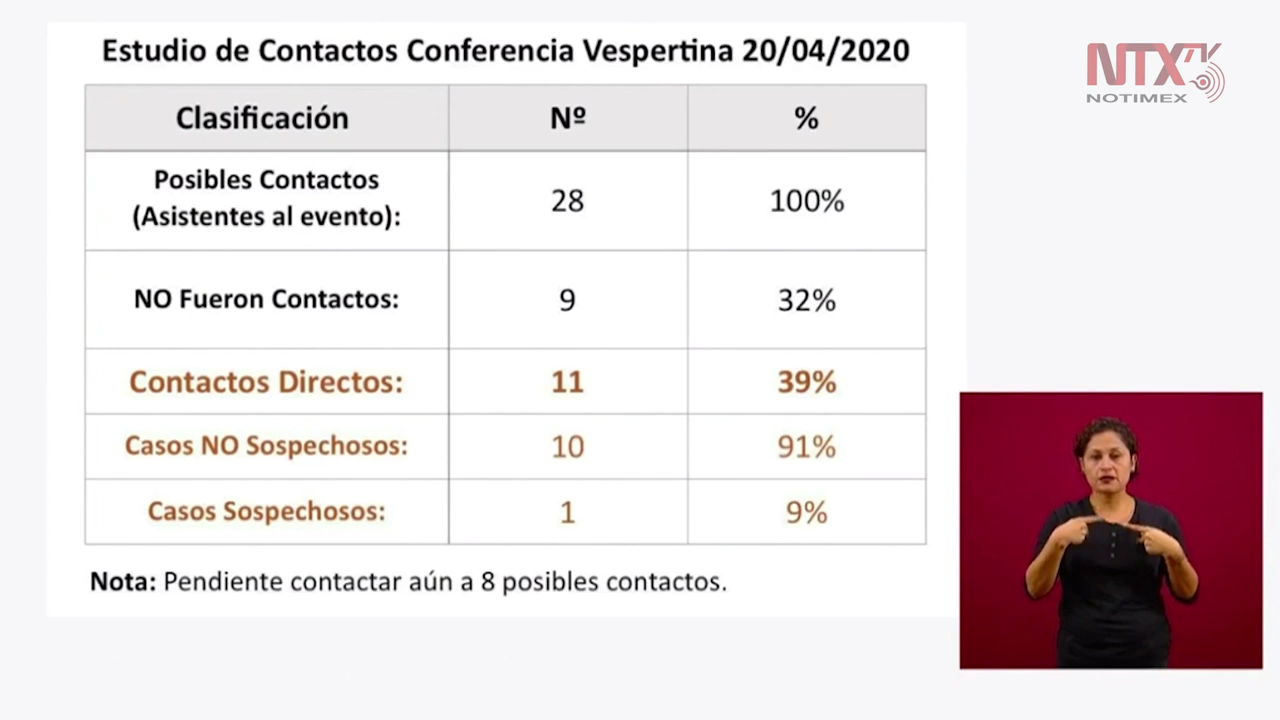 Estudio de Contactos Conferencia Vespertina 20/04/2020
NTXTV
NOTIMEX
Clasificación Nº %
Posibles Contactos
(Asistentes al evento): 28 100%
NO Fueron Contactos: 9 32%
Contactos Directos: 11 39%
Casos NO Sospechosos: 10 91%
Casos Sospechosos: 1 9%
Nota: Pendiente contactar aún a 8 posibles contactos.